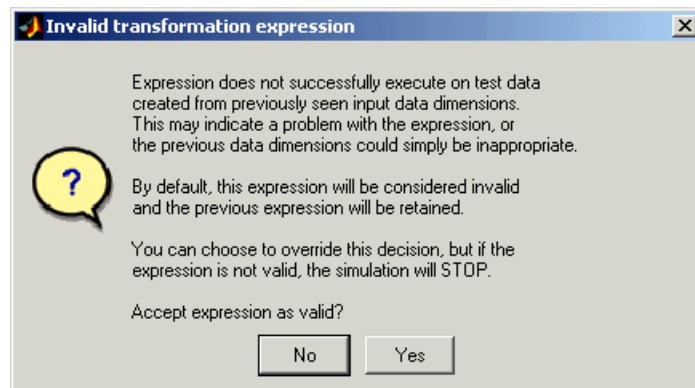 Invalid transformation expression
Expression does not successfully execute on test data
created from previously seen input data dimensions.
This may indicate a problem with the expression, or
the previous data dimensions could simply be inappropriate.
By default, this expression will be considered invalid
and the previous expression will be retained.
You can choose to override this decision, but if the
expression is not valid, the simulation will STOP.
Accept expression as valid?
No
Yes